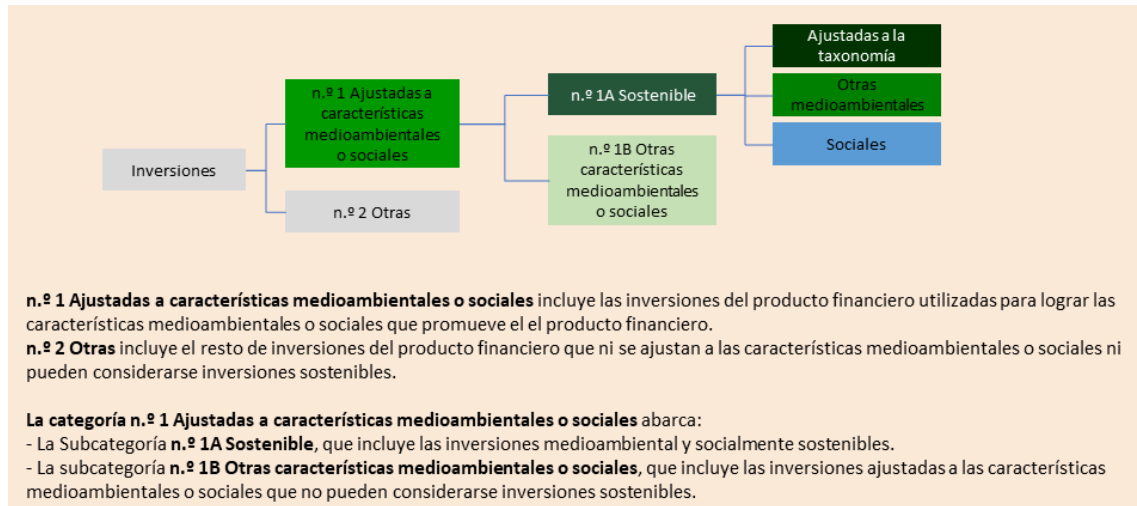 Ajustadas a la
taxonomía
n.º 1 Ajustadas a
características
medioambientales
o sociales
n.º 1A Sostenible
Otras
medioambientales
Sociales
Inversiones
n.º 1B Otras
características
medioambientales
o sociales
n.º 2 Otras
n.º 1 Ajustadas a características medioambientales o sociales incluye las inversiones del producto financiero utilizadas para lograr las
características medioambientales o sociales que promueve el el producto financiero.
n.º 2 Otras incluye el resto de inversiones del producto financiero que ni se ajustan a las características medioambientales o sociales ni
pueden considerarse inversiones sostenibles.
La categoría n.º 1 Ajustadas a características medioambientales o sociales abarca:
- La Subcategoría n.º 1A Sostenible, que incluye las inversiones medioambiental y socialmente sostenibles.
- La subcategoría n.º 1B Otras características medioambientales o sociales, que incluye las inversiones ajustadas a las características
medioambientales o sociales que no pueden considerarse inversiones sostenibles.